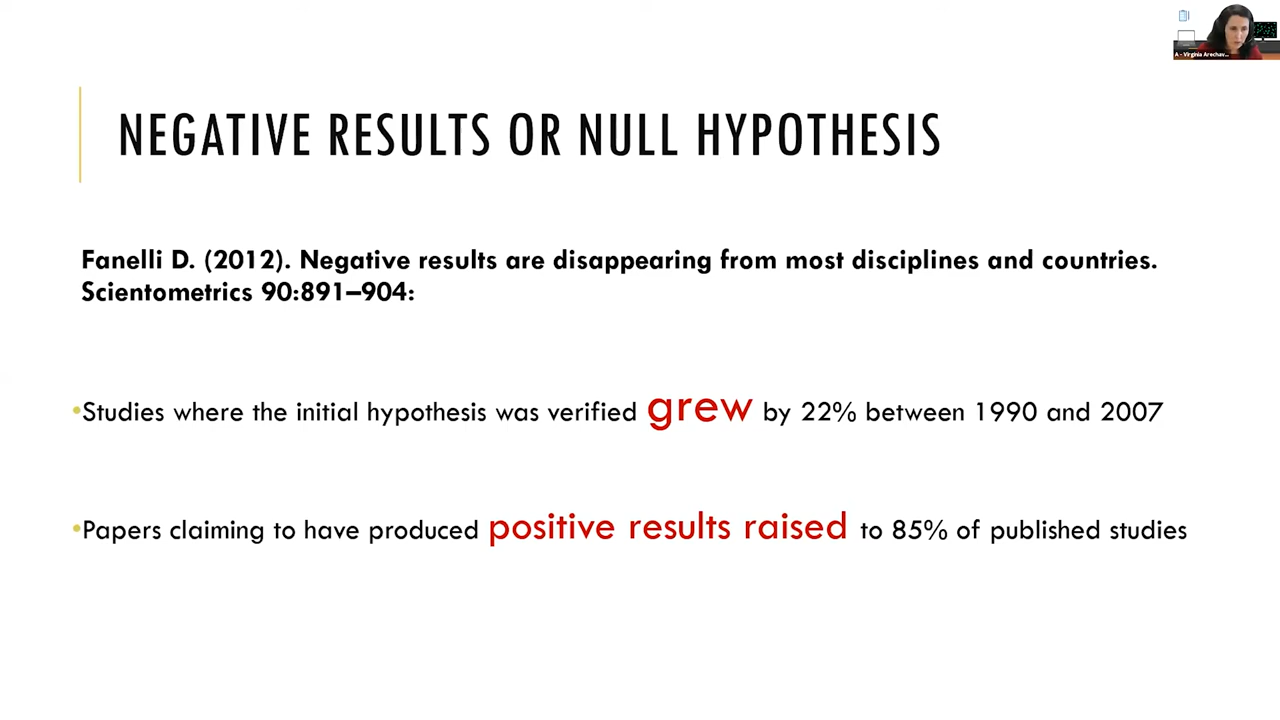 A - Virginia Arechav...
NEGATIVE RESULTS OR NULL HYPOTHESIS
Fanelli D. (2012). Negative results are disappearing from most disciplines and countries.
Scientometrics 90:891–904:
•Studies where the initial hypothesis was verified grew by 22% between 1990 and 2007
•Papers claiming to have produced positive results raised to 85% of published studies